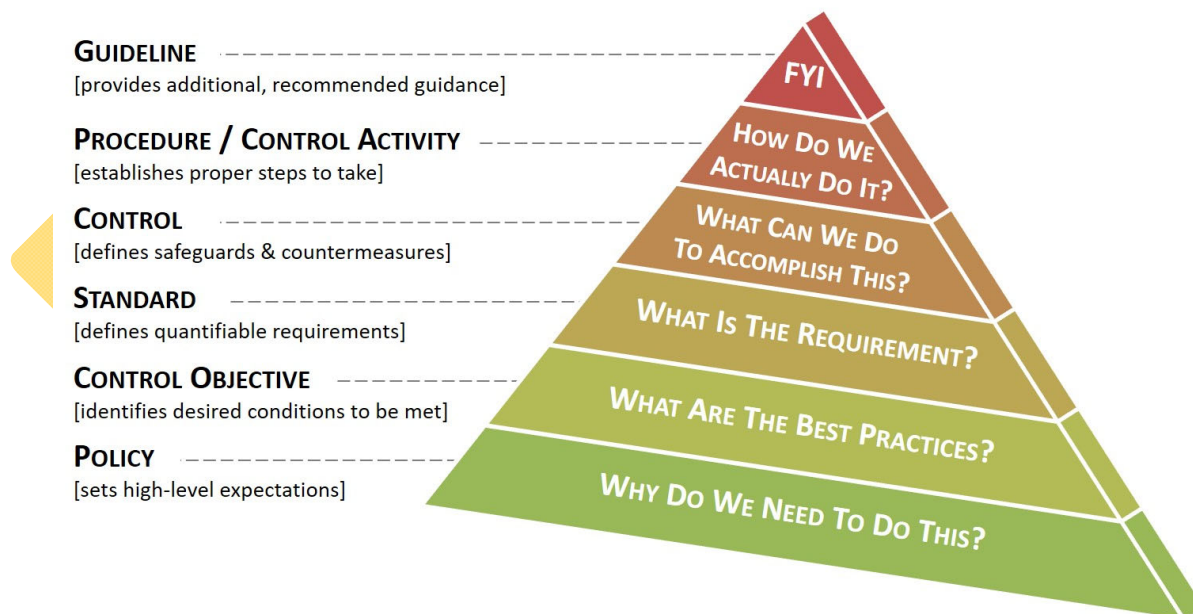 GUIDELINE
[provides additional, recommended guidance]
PROCEDURE / CONTROL ACTIVITY
[establishes proper steps to take]
CONTROL
[defines safeguards & countermeasures]
STANDARD
[defines quantifiable requirements]
CONTROL OBJECTIVE
[identifies desired conditions to be met]
POLICY
[sets high-level expectations]
FYI
HOW DO WE
ACTUALLY DO IT?
WHAT CAN WE DO
TO ACCOMPLISH THIS?
WHAT IS THE REQUIREMENT?
WHAT ARE THE BEST PRACTICES?
WHY DO WE NEED TO DO THIS?